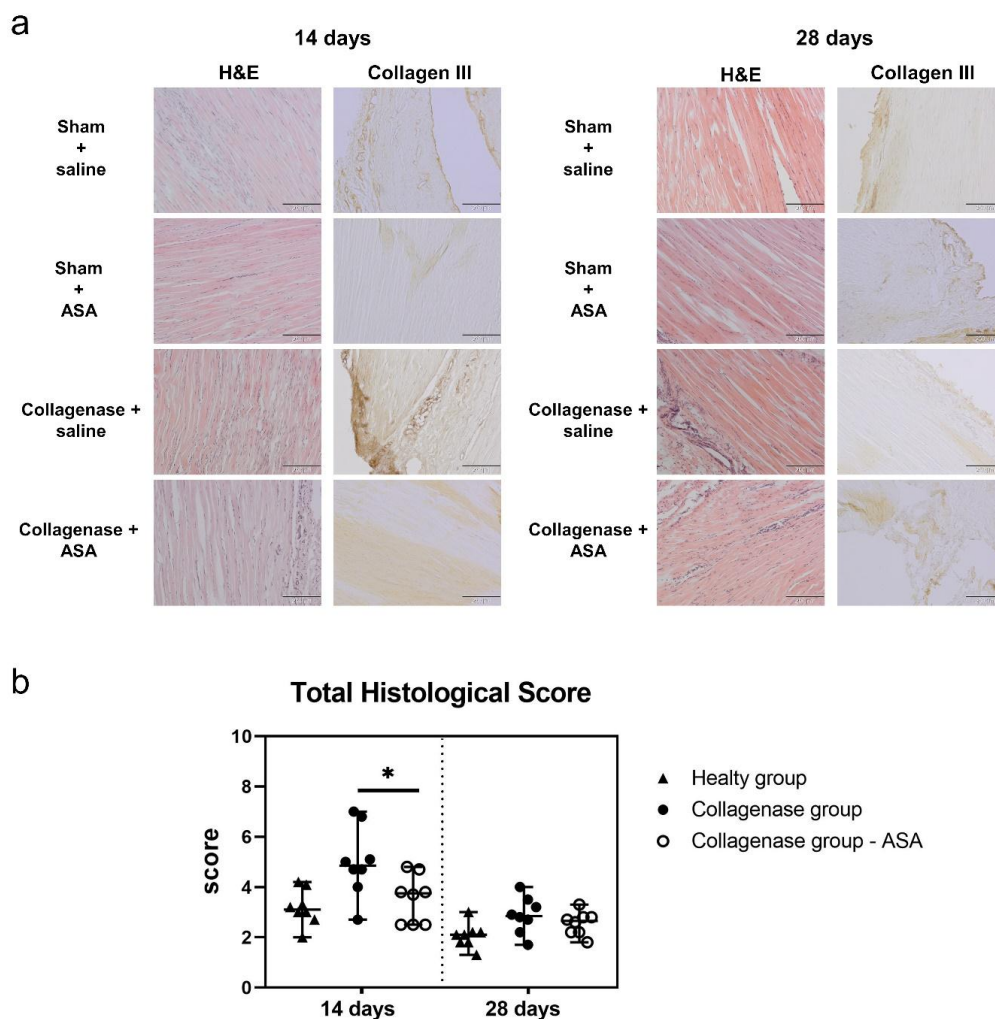 a
14 days
28 days
H&E
Collagen III
H&E
Collagen III
Sham
+
saline
Sham
+
saline
Sham
+
ASA
Sham
+
ASA
Collagenase +
saline
Collagenase +
saline
Collagenase +
ASA
Collagenase +
ASA
b
Total Histological Score
score
10
8
6
4
2
0
*
14 days
28 days
Healty group
Collagenase group
Collagenase group - ASA